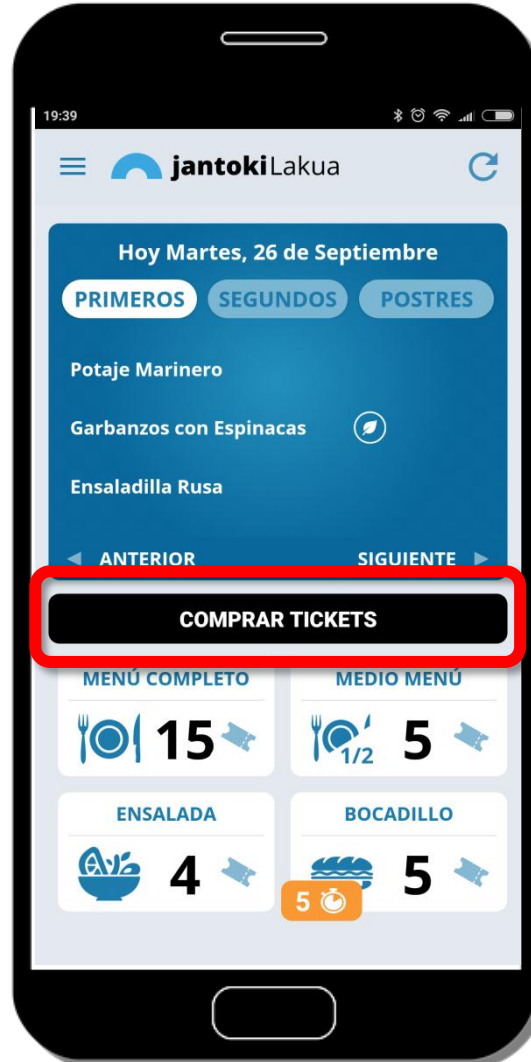 19:39
jantokiLakua
Hoy Martes, 26 de Septiembre
PRIMEROS SEGUNDOS POSTRES
Potaje Marinero
Garbanzos con Espinacas
Ensaladilla Rusa
ANTERIOR SIGUIENTE
COMPRAR TICKETS
MENÚ COMPLETO MEDIO MENÚ
15 1/2 5
ENSALADA BOCADILLO
4 5
5